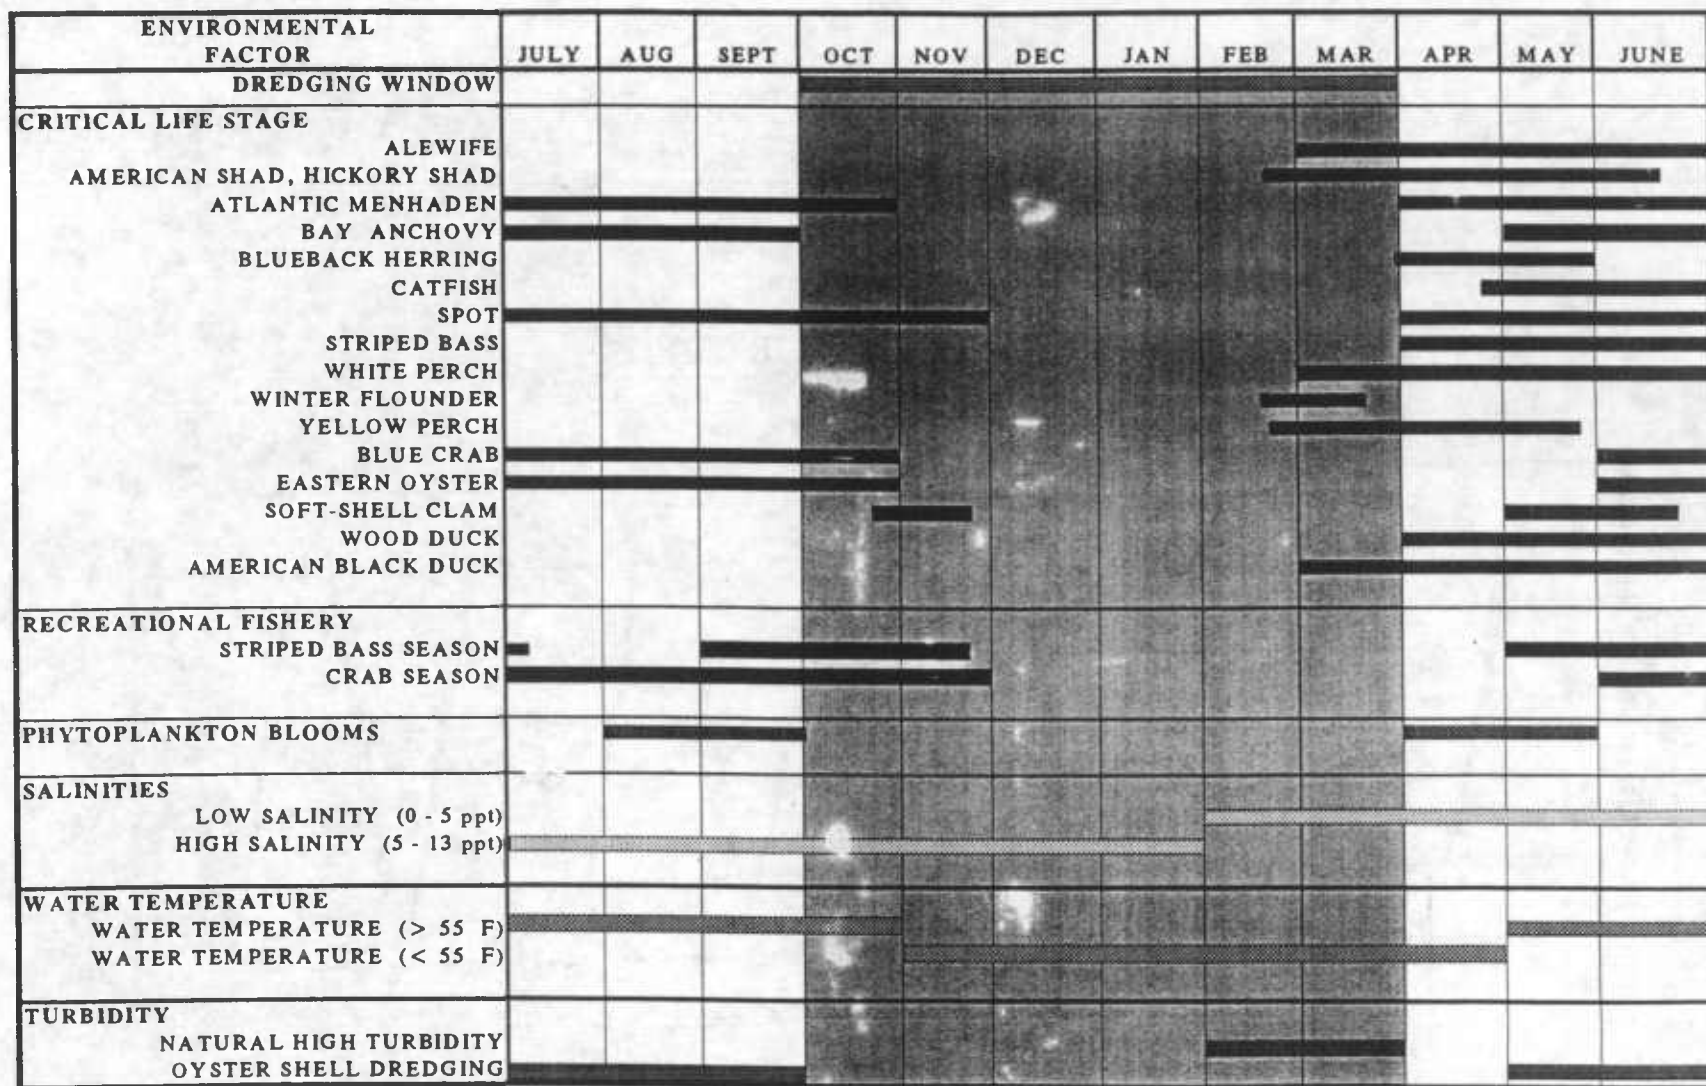 ENVIRONMENTAL
FACTOR JULY AUG SEPT OCT NOV DEC JAN FEB MAR APR MAY JUNE
DREDGING WINDOW
CRITICAL LIFE STAGE
ALEWIFE
AMERICAN SHAD, HICKORY SHAD
ATLANTIC MENHADEN
BAY ANCHOVY
BLUEBACK HERRING
CATFISH
SPOT
STRIPED BASS
WHITE PERCH
WINTER FLOUNDER
YELLOW PERCH
BLUE CRAB
EASTERN OYSTER
SOFT-SHELL CLAM
WOOD DUCK
AMERICAN BLACK DUCK
RECREATIONAL FISHERY
STRIPED BASS SEASON
CRAB SEASON
PHYTOPLANKTON BLOOMS
SALINITIES
LOW SALINITY (0 - 5 ppt)
HIGH SALINITY (5 - 13 ppt)
WATER TEMPERATURE
WATER TEMPERATURE (> 55 F)
WATER TEMPERATURE (< 55 F)
TURBIDITY
NATURAL HIGH TURBIDITY
OYSTER SHELL DREDGING